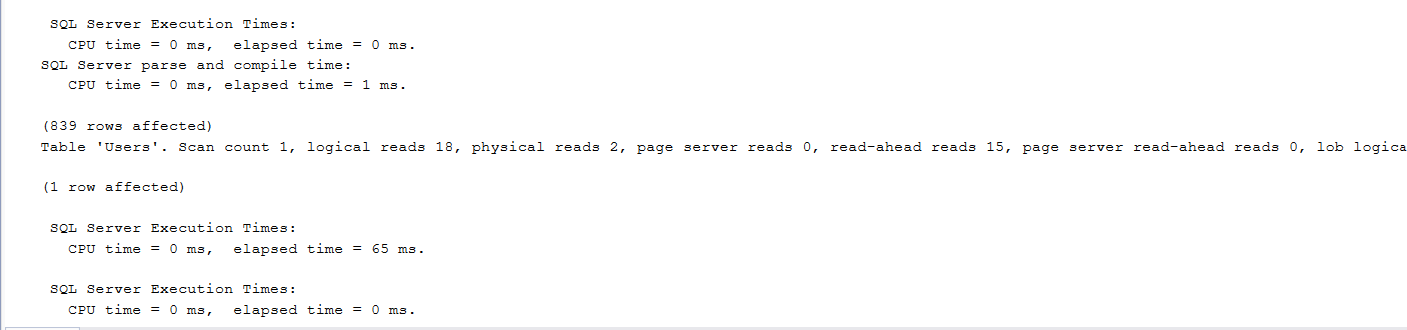 SQL Server Execution Times:
CPU time = 0 ms,  elapsed time = 0 ms.
SQL Server parse and compile time:
CPU time = 0 ms, elapsed time = 1 ms.
(839 rows affected)
Table 'Users'. Scan count 1, logical reads 18, physical reads 2, page server reads 0, read-ahead reads 15, page server read-ahead reads 0, lob logica
(1 row affected)
SQL Server Execution Times:
CPU time = 0 ms,  elapsed time = 65 ms.
SQL Server Execution Times:
CPU time = 0 ms,  elapsed time = 0 ms.